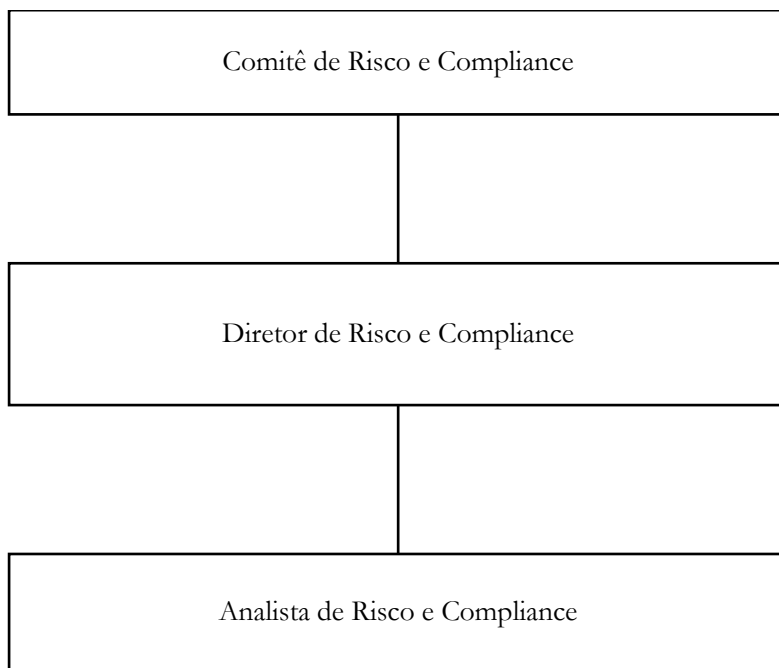 Comitê de Risco e Compliance
Diretor de Risco e Compliance
Analista de Risco e Compliance